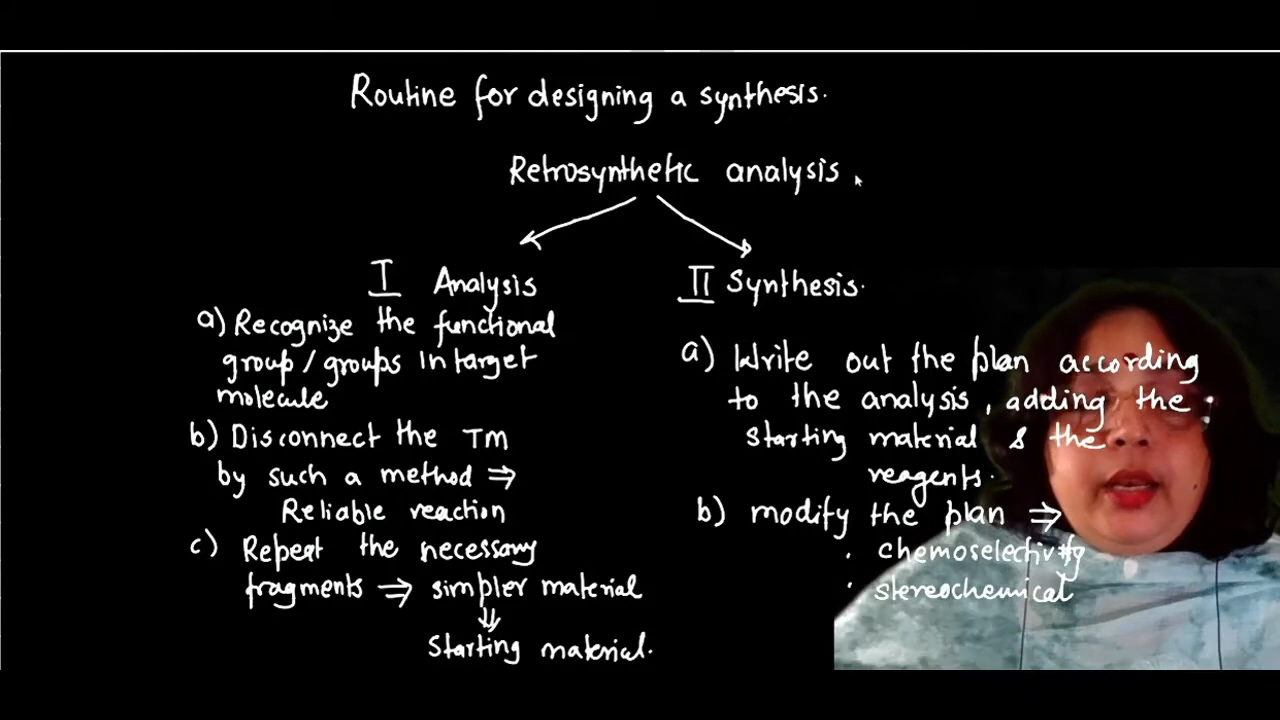 Routine for designing a synthesis.
Retrosynthetic analysis
I Analysis
a) Recognize the functional
group/groups in target
molecule
b) Disconnect the TM
by such a method ⇒
Reliable reaction
c) Repeat the necessary
fragments ⇒ simpler material
⇓
starting material.
II Synthesis.
a) Write out the plan according
to the analysis, adding the
starting material & the
reagents.
b) modify the plan ⇒
· chemoselectivity
· stereochemical